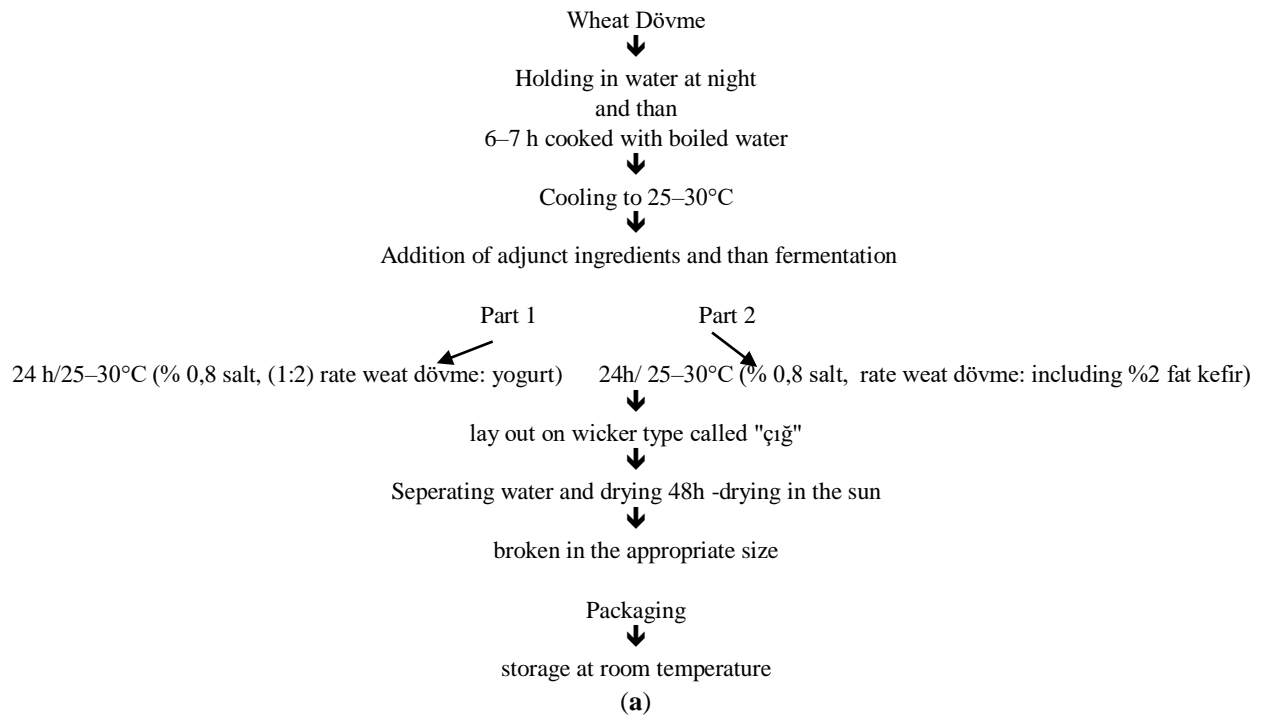 Wheat Dövme
Holding in water at night
and than
6–7 h cooked with boiled water
Cooling to 25–30°C
Addition of adjunct ingredients and than fermentation
Part 1 Part 2
24 h/25–30°C (% 0,8 salt, (1:2) rate weat dövme: yogurt) 24h/ 25–30°C (% 0,8 salt, rate weat dövme: including %2 fat kefir)
lay out on wicker type called "çığ"
Seperating water and drying 48h -drying in the sun
broken in the appropriate size
Packaging
storage at room temperature
(a)